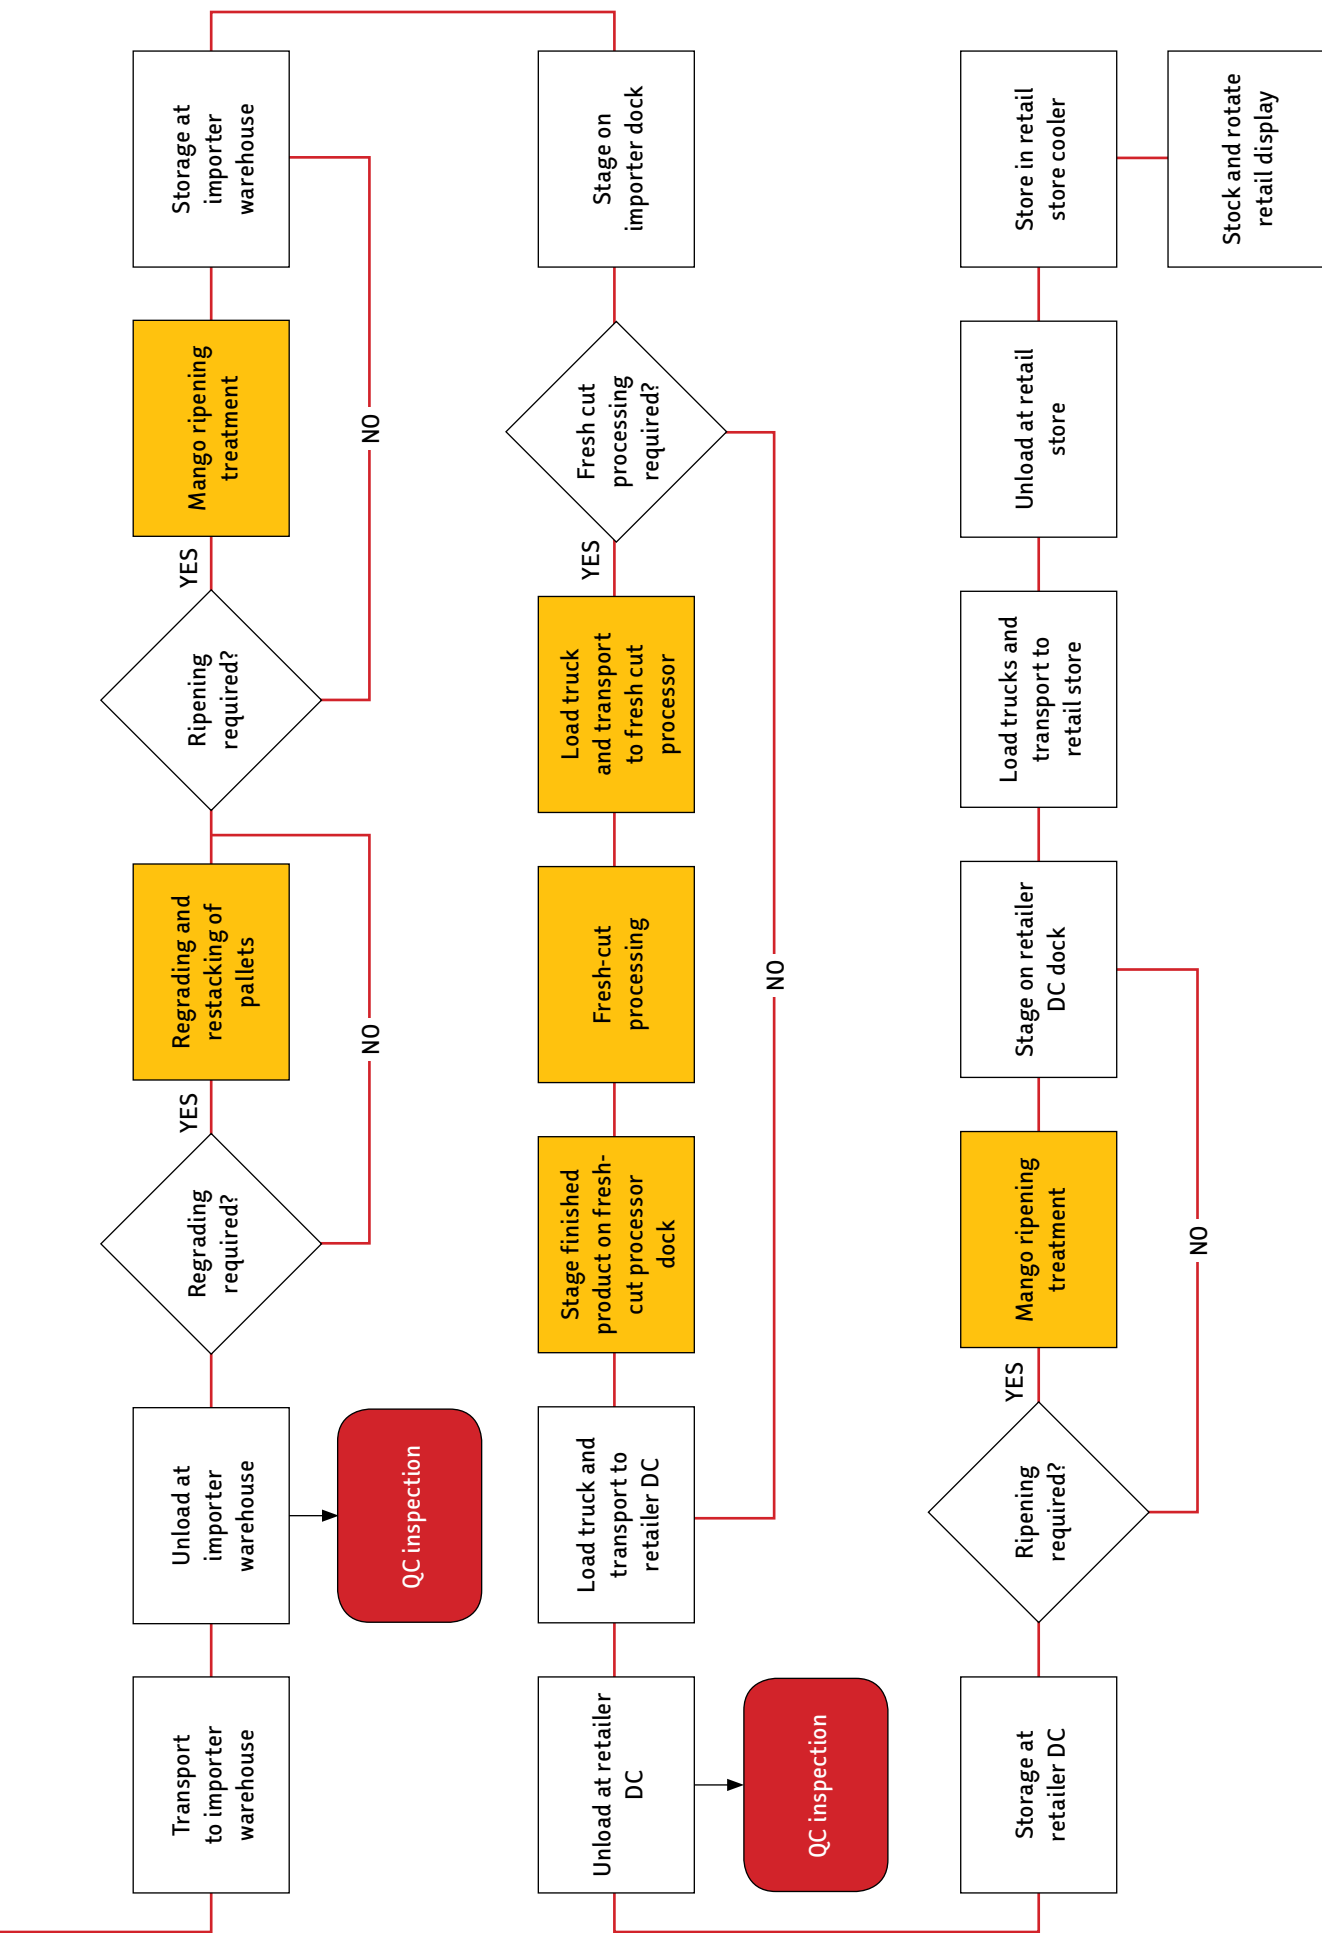 Transport
to importer
warehouse
Unload at
importer
warehouse
QC inspection
Regrading
required?
YES
NO
Regrading and
restacking of
pallets
Ripening
required?
YES
NO
Mango ripening
treatment
Storage at
importer
warehouse
Stage on
importer dock
Fresh cut
processing
required?
YES
NO
Load truck
and transport
to fresh cut
processor
Fresh-cut
processing
Stage finished
product on fresh-
cut processor
dock
Load truck and
transport to
retailer DC
Unload at retailer
DC
QC inspection
Storage at
retailer DC
Ripening
required?
YES
NO
Mango ripening
treatment
Stage on retailer
DC dock
Load trucks and
transport to
retail store
Unload at retail
store
Store in retail
store cooler
Stock and rotate
retail display